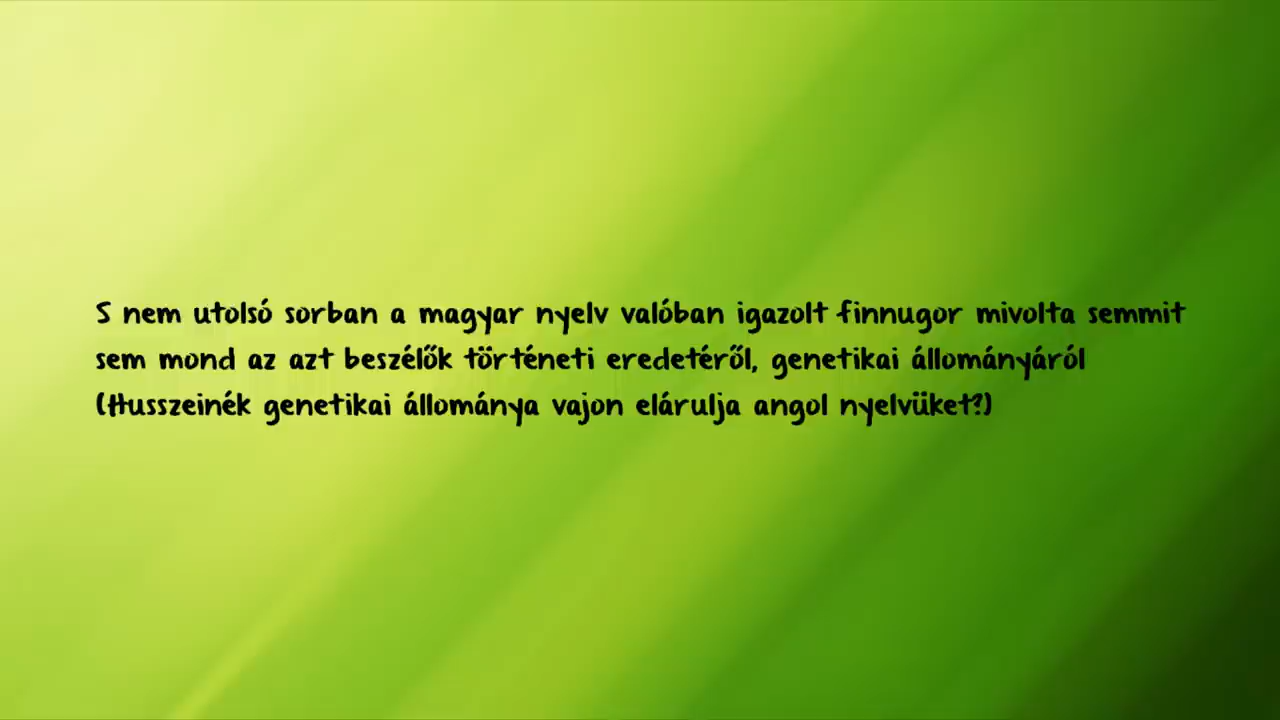 S nem utolsó sorban a magyar nyelv valóban igazolt finnugor mivolta semmit
sem mond az azt beszélők történeti eredetéről, genetikai állományáról
(Husszeinék genetikai állománya vajon elárulja angol nyelvüket?)